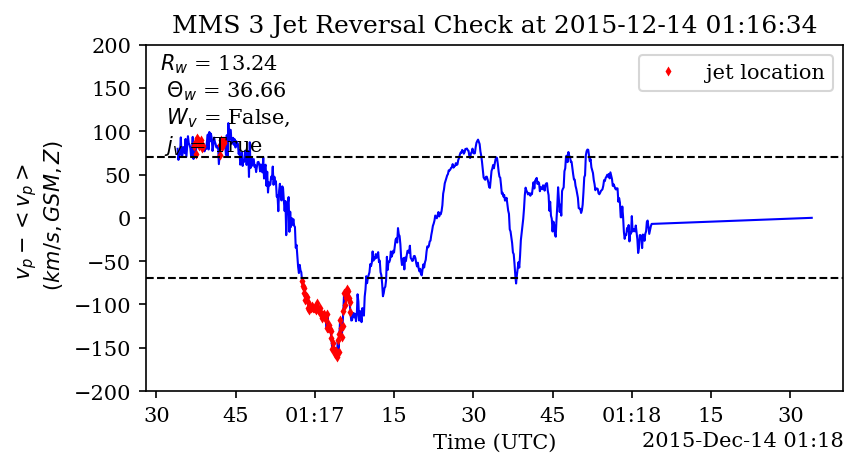 MMS 3 Jet Reversal Check at 2015-12-14 01:16:34
R_w = 13.24
Θ_w = 36.66
W_v = False,
j_w = True
jet location
v_p − < v_p >
(km/s, GSM, Z)
200
150
100
50
0
−50
−100
−150
−200
30 45 01:17 15 30 45 01:18 15 30
Time (UTC)
2015-Dec-14 01:18